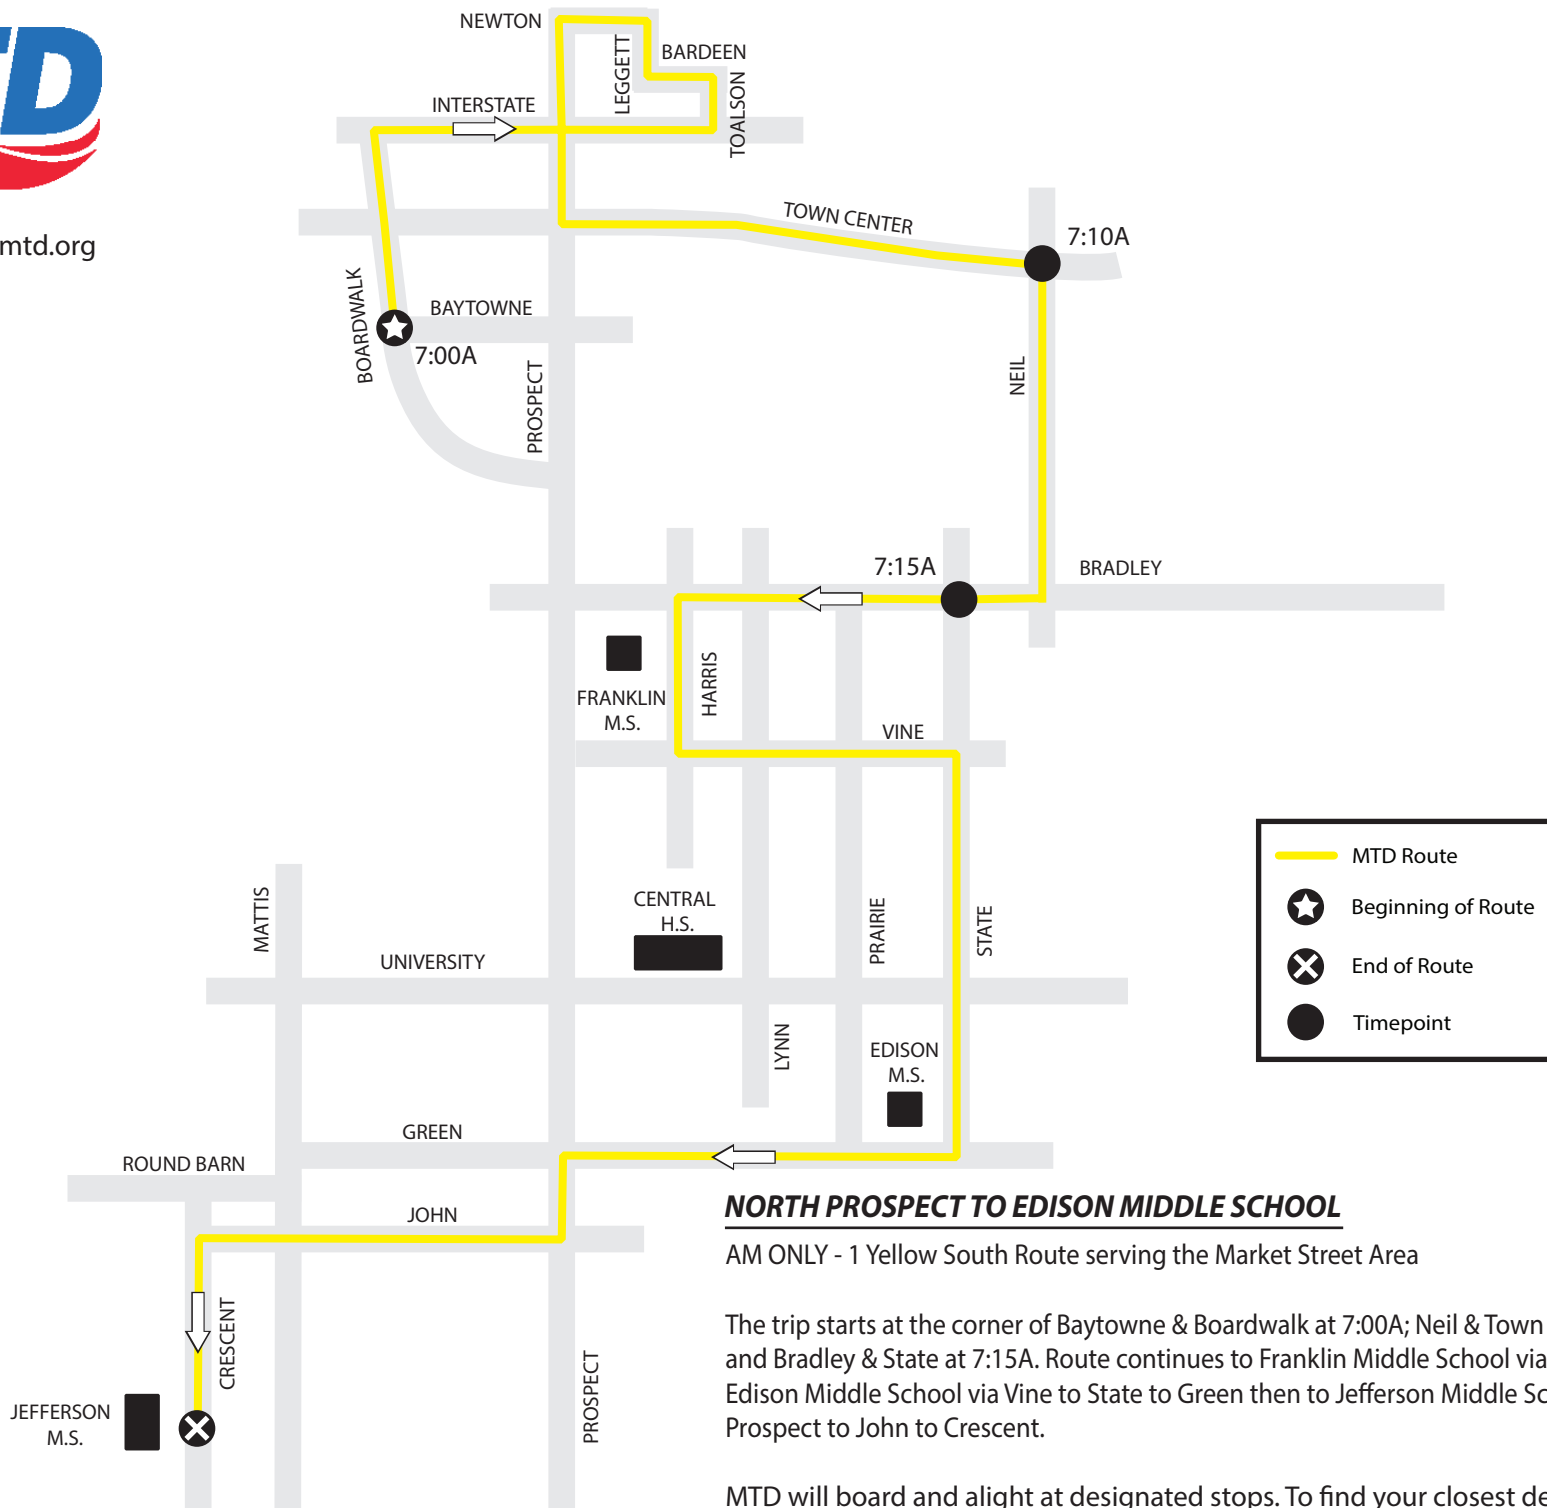 NEWTON
BARDEEN
LEGGETT
INTERSTATE
TOALSON
TOWN CENTER
mtd.org
7:10A
BOARDWALK
BAYTOWNE
7:00A
PROSPECT
NEIL
7:15A
BRADLEY
HARRIS
FRANKLIN
M.S.
VINE
MTD Route
MATTIS
CENTRAL
H.S.
PRAIRIE
STATE
Beginning of Route
UNIVERSITY
End of Route
Timepoint
LYNN
EDISON
M.S.
GREEN
ROUND BARN
JOHN
NORTH PROSPECT TO EDISON MIDDLE SCHOOL
AM ONLY - 1 Yellow South Route serving the Market Street Area
The trip starts at the corner of Baytowne & Boardwalk at 7:00A; Neil & Town
and Bradley & State at 7:15A. Route continues to Franklin Middle School via
Edison Middle School via Vine to State to Green then to Jefferson Middle Sc
Prospect to John to Crescent.
CRESCENT
PROSPECT
JEFFERSON
M.S.
MTD will board and alight at designated stops. To find your closest de